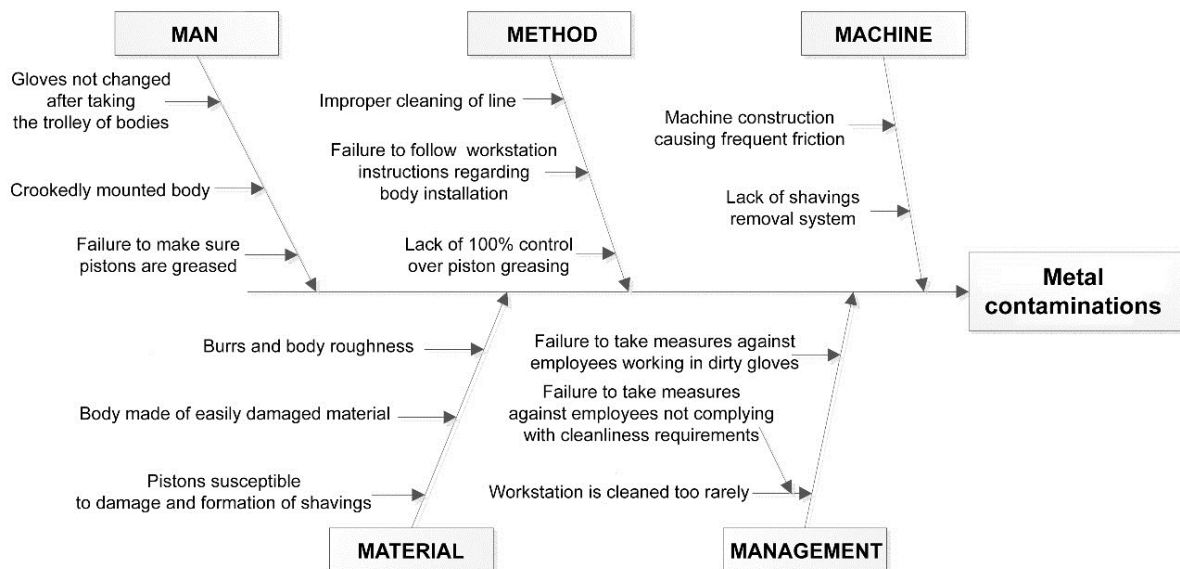 MAN
METHOD
MACHINE
Gloves not changed
after taking
the trolley of bodies
Crookedly mounted body
Failure to make sure
pistons are greased
Improper cleaning of line
Failure to follow workstation
instructions regarding
body installation
Lack of 100% control
over piston greasing
Machine construction
causing frequent friction
Lack of shavings
removal system
Metal
contaminations
Burrs and body roughness
Body made of easily damaged material
Pistons susceptible
to damage and formation of shavings
Failure to take measures against
employees working in dirty gloves
Failure to take measures
against employees not complying
with cleanliness requirements
Workstation is cleaned too rarely
MATERIAL
MANAGEMENT